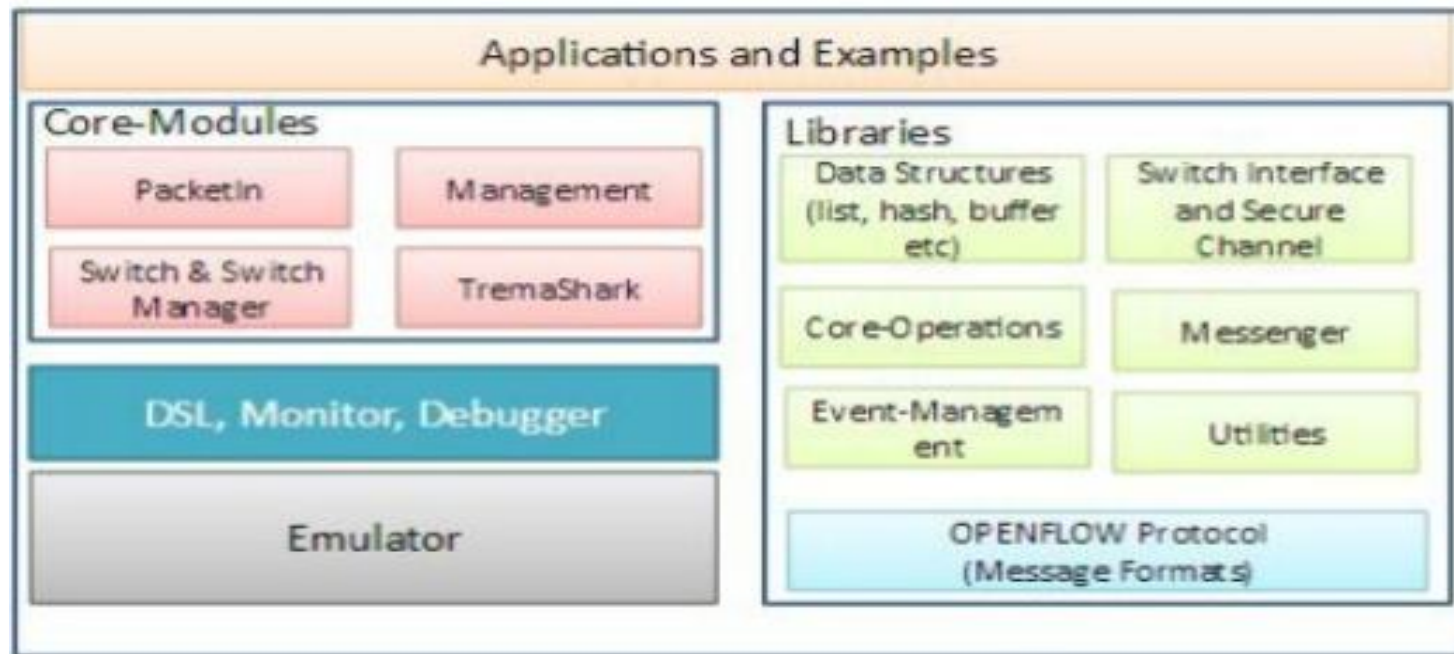 Applications and Examples
Core-Modules
PacketIn
Management
Switch & Switch
Manager
TremaShark
DSL, Monitor, Debugger
Emulator
Libraries
Data Structures
(list, hash, buffer
etc)
Switch Interface
and Secure
Channel
Core-Operations
Messenger
Event-Managem
ent
Utilities
OPENFLOW Protocol
(Message Formats)